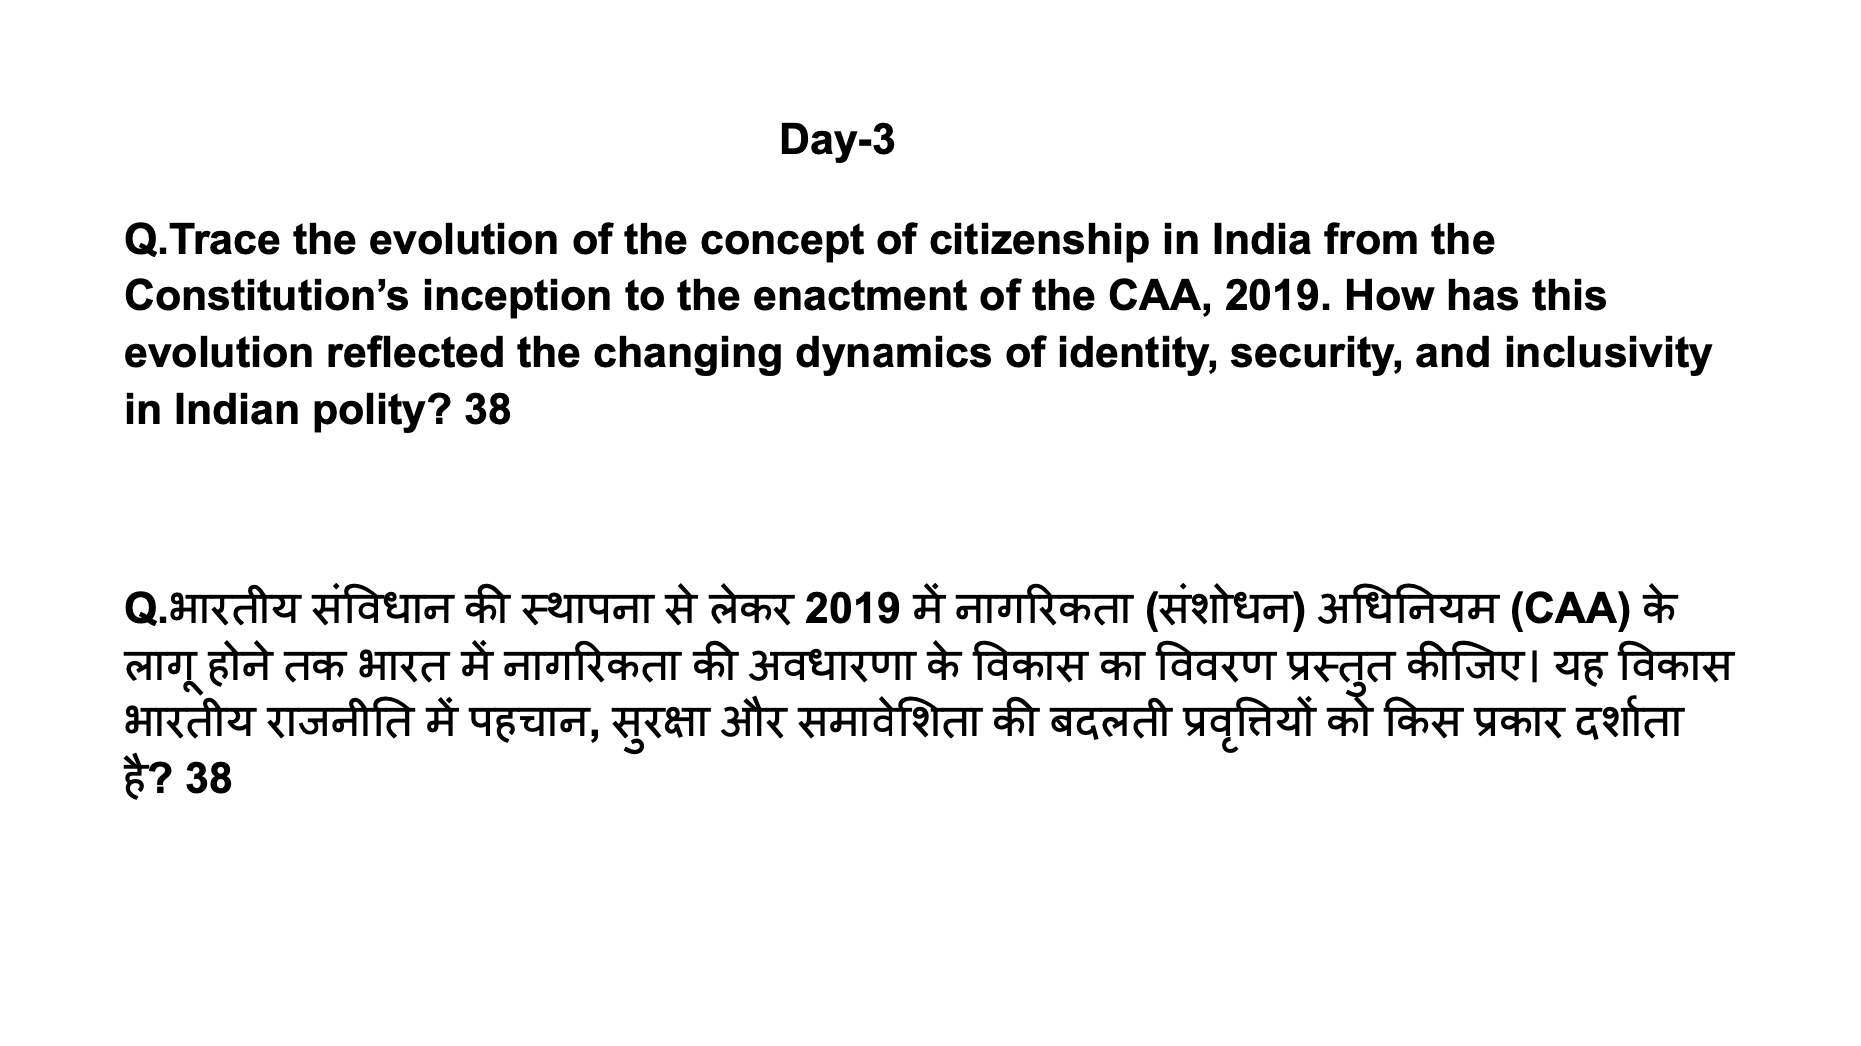 Day-3
Q.Trace the evolution of the concept of citizenship in India from the
Constitution’s inception to the enactment of the CAA, 2019. How has this
evolution reflected the changing dynamics of identity, security, and inclusivity
in Indian polity? 38
Q.भारतीय संविधान की स्थापना से लेकर 2019 में नागरिकता (संशोधन) अधिनियम (CAA) के
लागू होने तक भारत में नागरिकता की अवधारणा के विकास का विवरण प्रस्तुत कीजिए। यह विकास
भारतीय राजनीति में पहचान, सुरक्षा और समावेशिता की बदलती प्रवृत्तियों को किस प्रकार दर्शाता
है? 38